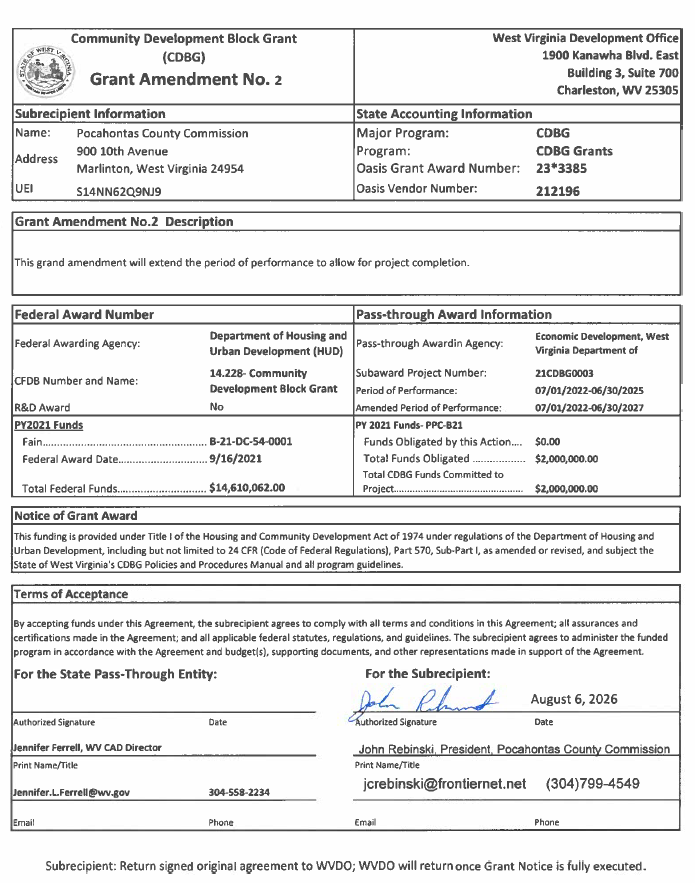 Community Development Block Grant
(CDBG)
Grant Amendment No. 2
West Virginia Development Office
1900 Kanawha Blvd. East
Building 3, Suite 700
Charleston, WV 25305
Subrecipient Information
Name: Pocahontas County Commission
Address 900 10th Avenue
Marlinton, West Virginia 24954
UEI S14NN62Q9NJ9
State Accounting Information
Major Program: CDBG
Program: CDBG Grants
Oasis Grant Award Number: 23*3385
Oasis Vendor Number: 212196
Grant Amendment No.2 Description
This grand amendment will extend the period of performance to allow for project completion.
Federal Award Number
Federal Awarding Agency: Department of Housing and
Urban Development (HUD)
CFDB Number and Name: 14.228- Community
Development Block Grant
R&D Award No
PY2021 Funds
Fain............................................... B-21-DC-54-0001
Federal Award Date...................... 9/16/2021
Total Federal Funds...................... $14,610,062.00
Pass-through Award Information
Pass-through Awardin Agency: Economic Development, West
Virginia Department of
Subaward Project Number: 21CDBG0003
Period of Performance: 07/01/2022-06/30/2025
Amended Period of Performance: 07/01/2022-06/30/2027
PY 2021 Funds- PPC-B21
Funds Obligated by this Action.... $0.00
Total Funds Obligated .................. $2,000,000.00
Total CDBG Funds Committed to
Project............................................. $2,000,000.00
Notice of Grant Award
This funding is provided under Title I of the Housing and Community Development Act of 1974 under regulations of the Department of Housing and
Urban Development, including but not limited to 24 CFR (Code of Federal Regulations), Part 570, Sub-Part I, as amended or revised, and subject the
State of West Virginia's CDBG Policies and Procedures Manual and all program guidelines.
Terms of Acceptance
By accepting funds under this Agreement, the subrecipient agrees to comply with all terms and conditions in this Agreement; all assurances and
certifications made in the Agreement; and all applicable federal statutes, regulations, and guidelines. The subrecipient agrees to administer the funded
program in accordance with the Agreement and budget(s), supporting documents, and other representations made in support of the Agreement.
For the State Pass-Through Entity:
Authorized Signature Date
Jennifer Ferrell, WV CAD Director
Print Name/Title
Jennifer.L.Ferrell@wv.gov 304-558-2234
Email Phone
For the Subrecipient:
John Rebinski August 6, 2026
Authorized Signature Date
John Rebinski, President, Pocahontas County Commission
Print Name/Title
jcrebinski@frontiernet.net (304)799-4549
Email Phone
Subrecipient: Return signed original agreement to WVDO; WVDO will return once Grant Notice is fully executed.